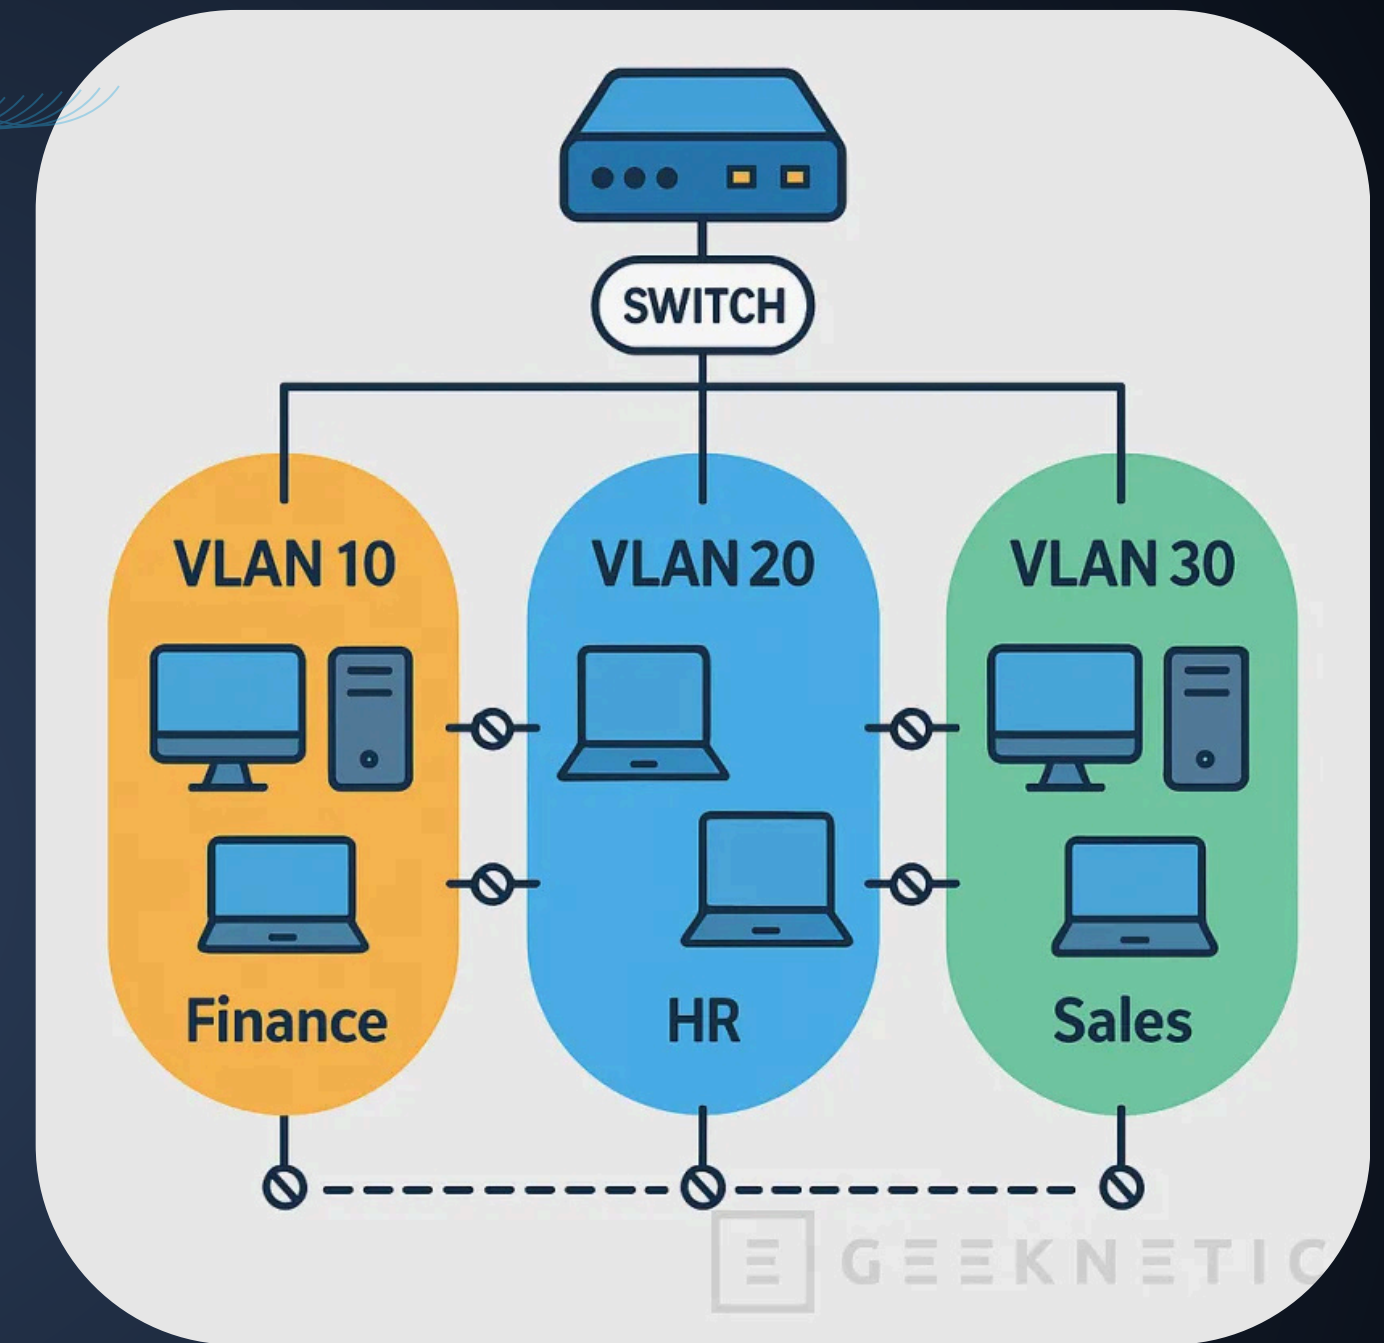 SWITCH
VLAN 10
VLAN 20
VLAN 30
Finance
HR
Sales
GEEKNETIC